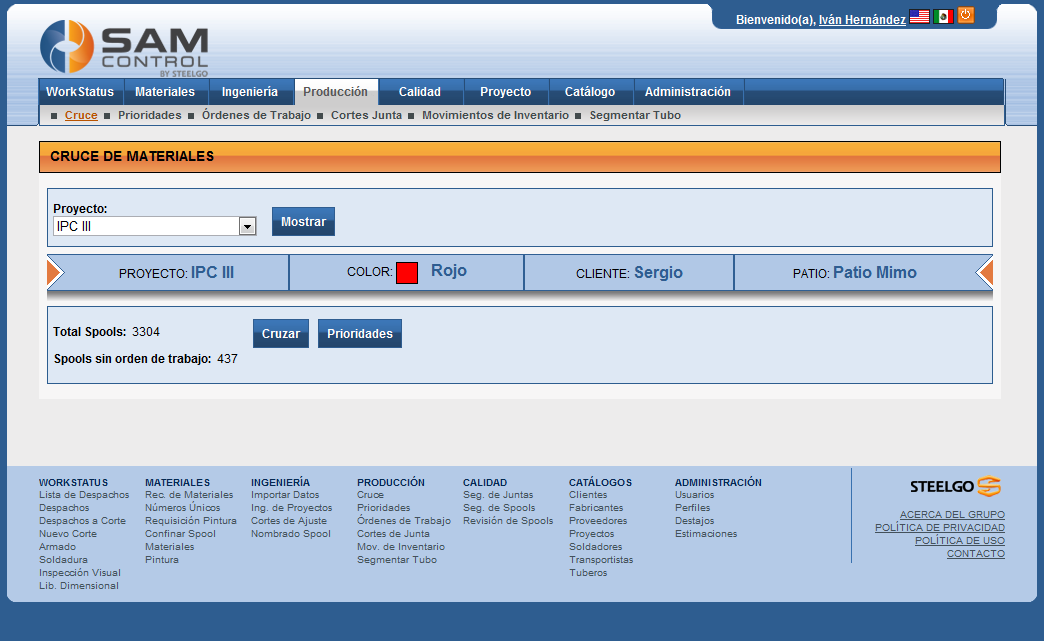 Bienvenido(a), Iván Hernández
SAM
CONTROL
BY STEELGO
WorkStatus Materiales Ingeniería Producción Calidad Proyecto Catálogo Administración
Cruce Prioridades Órdenes de Trabajo Cortes Junta Movimientos de Inventario Segmentar Tubo
CRUCE DE MATERIALES
Proyecto:
IPC III
Mostrar
PROYECTO: IPC III COLOR: Rojo CLIENTE: Sergio PATIO: Patio Mimo
Total Spools: 3304
Cruzar Prioridades
Spools sin orden de trabajo: 437
WORKSTATUS
Lista de Despachos
Despachos
Despachos a Corte
Nuevo Corte
Armado
Soldadura
Inspección Visual
Lib. Dimensional
MATERIALES
Rec. de Materiales
Números Únicos
Requisición Pintura
Confinar Spool
Materiales
Pintura
INGENIERÍA
Importar Datos
Ing. de Proyectos
Cortes de Ajuste
Nombrado Spool
PRODUCCIÓN
Cruce
Prioridades
Órdenes de Trabajo
Cortes de Junta
Mov. de Inventario
Segmentar Tubo
CALIDAD
Seg. de Juntas
Seg. de Spools
Revisión de Spools
CATÁLOGOS
Clientes
Fabricantes
Proveedores
Proyectos
Soldadores
Transportistas
Tuberos
ADMINISTRACIÓN
Usuarios
Perfiles
Destajos
Estimaciones
STEELGO
ACERCA DEL GRUPO
POLÍTICA DE PRIVACIDAD
POLÍTICA DE USO
CONTACTO